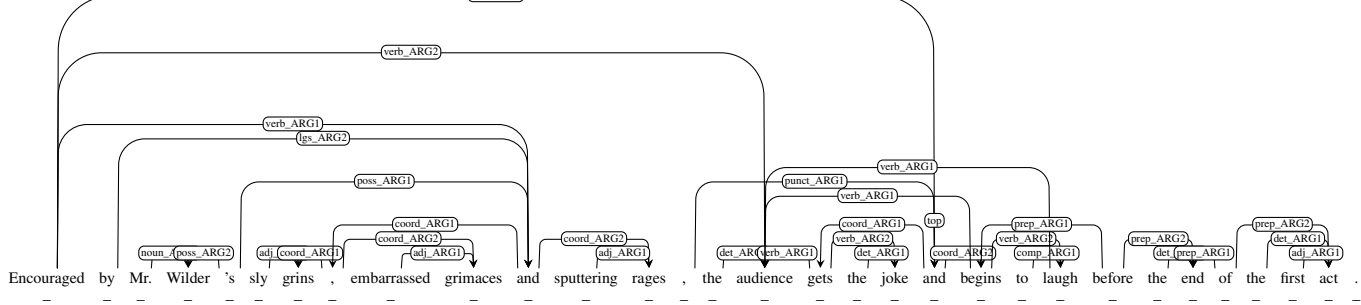 verb_ARG2
verb_ARG1
lgs_ARG2
verb_ARG1
poss_ARG1 punct_ARG1
verb_ARG1
coord_ARG1 coord_ARG1 top prep_ARG1 prep_ARG2
coord_ARG2 coord_ARG2 verb_ARG2 verb_ARG2 prep_ARG2 det_ARG1
poss_ARG2 coord_ARG1 adj_ARG1 adj_ARG1 verb_ARG1 det_ARG1 coord_ARG2 comp_ARG1 prep_ARG1 adj_ARG1
Encouraged by Mr. Wilder 's sly grins , embarrassed grimaces and sputtering rages , the audience gets the joke and begins to laugh before the end of the first act .